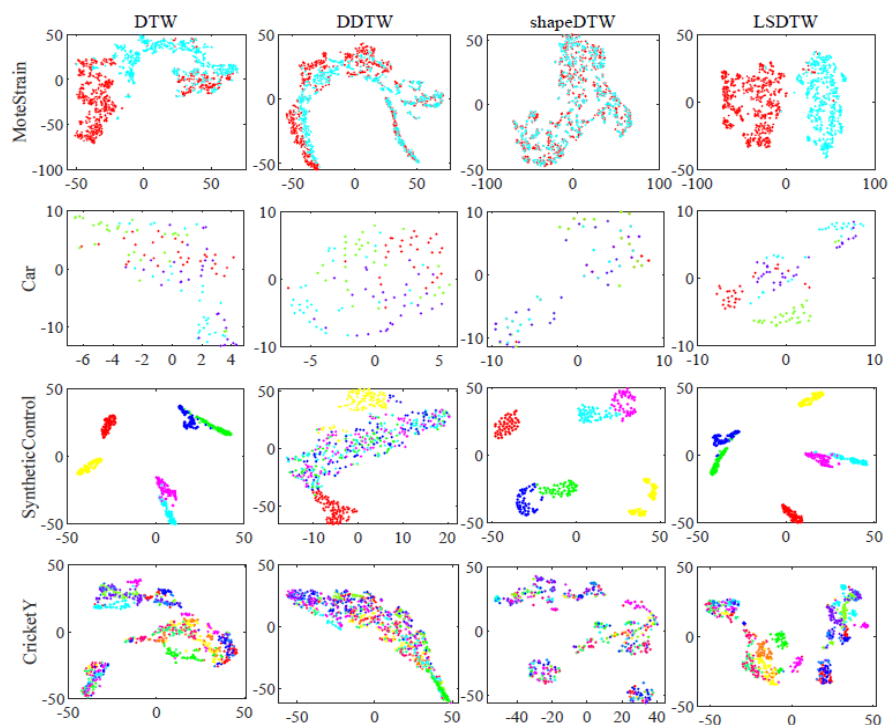 DTW DDTW shapeDTW LSDTW
MoteStrain
50 50 50 50
0 0 0 0
-50
-100 -50 -50 -50
-50 0 50 -50 0 50 -100 0 100 -100 0 100
Car
10 10 10 10
0 0 0 0
-10 -10 -10 -10
-6 -4 -2 0 2 4 -5 0 5 -10 0 10 -10 0 10
SyntheticControl
50 50 50 50
0 0 0 0
-50 -50 -50 -50
-50 0 50 -10 0 10 20 -50 0 50 -50 0 50
CricketY
50 50 50 50
0 0 0 0
-50 -50 -50 -50
-50 0 50 -50 0 50 -40 -20 0 20 40 -50 0 50